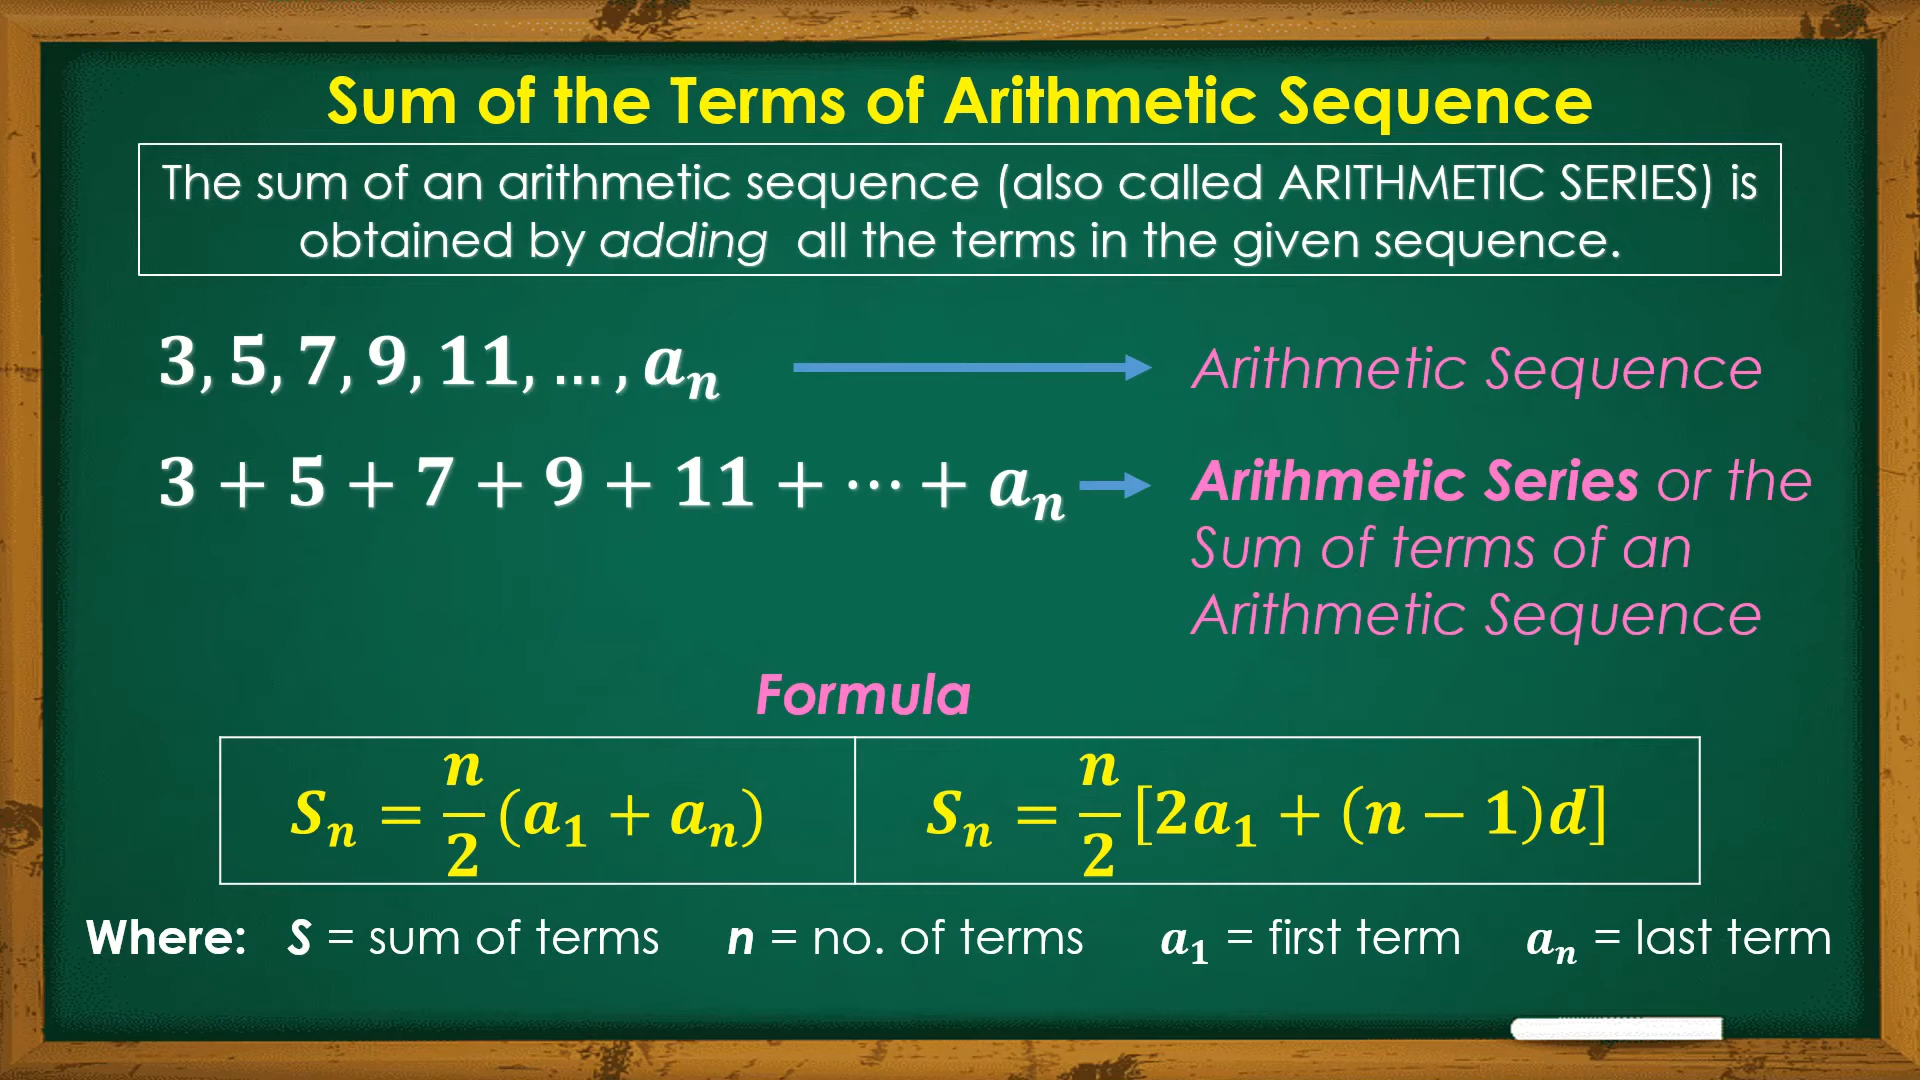 Sum of the Terms of Arithmetic Sequence
The sum of an arithmetic sequence (also called ARITHMETIC SERIES) is
obtained by adding all the terms in the given sequence.
3, 5, 7, 9, 11, … , aₙ
Arithmetic Sequence
3 + 5 + 7 + 9 + 11 + ⋯ + aₙ
Arithmetic Series or the
Sum of terms of an
Arithmetic Sequence
Formula
Sₙ = n/2 (a₁ + aₙ)
Sₙ = n/2 [2a₁ + (n − 1)d]
Where: S = sum of terms n = no. of terms a₁ = first term aₙ = last term